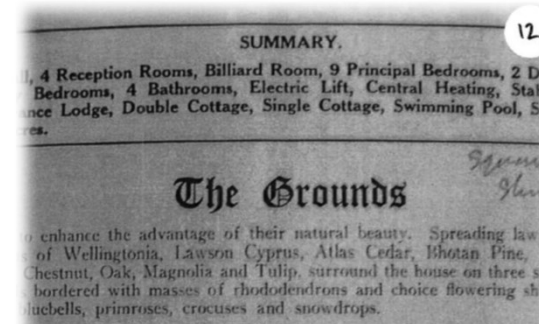 12
SUMMARY.
4 Reception Rooms, Billiard Room, 9 Principal Bedrooms, 2
Bedrooms, 4 Bathrooms, Electric Lift, Central Heating,
Lodge, Double Cottage, Single Cottage, Swimming Pool,
The Grounds
enhance the advantage of their natural beauty. Spreading
of Wellingtonia, Lawson Cyprus, Atlas Cedar, Bhotan Pine,
Chestnut, Oak, Magnolia and Tulip. surround the house on three
bordered with masses of rhododendrons and choice flowering
bluebells, primroses, crocuses and snowdrops.